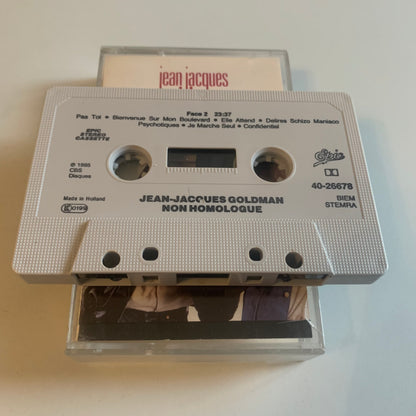 jean jacques
Face 2 23:37
Pas Toi • Bienvenue Sur Mon Boulevard • Elle Attend • Delires Schizo Maniaco
Psychotiques • Je Marche Seul • Confidentiel
EPIC
STEREO
CASSETTE
Epic
℗ 1985
CBS
Disques
40-26678
JEAN-JACQUES GOLDMAN
NON HOMOLOGUE
BIEM
STEMRA
Made in Holland